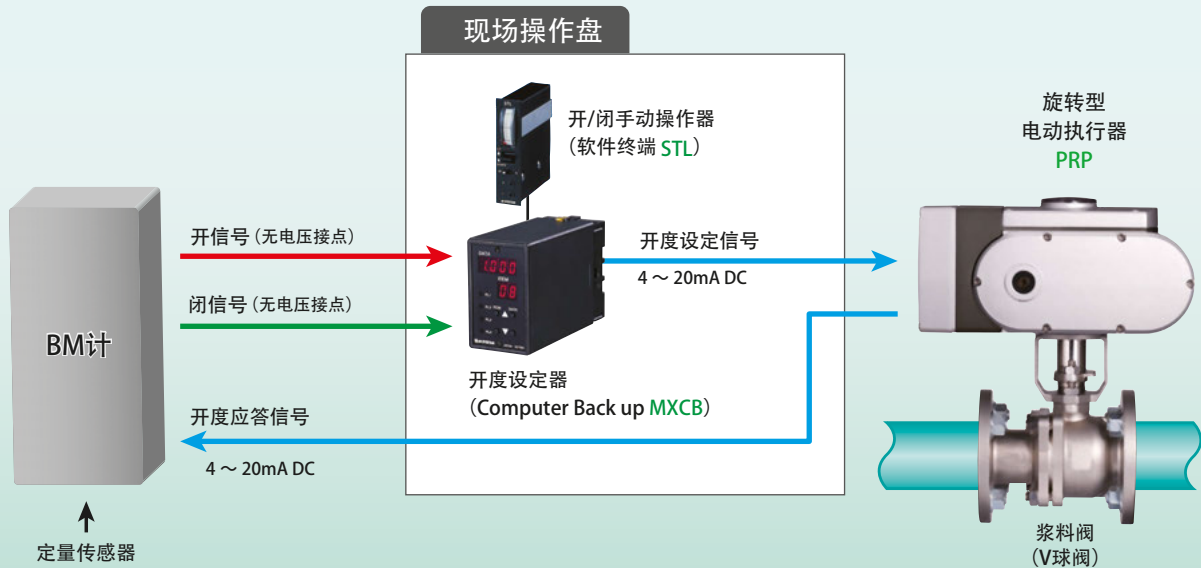 现场操作盘
开/闭手动操作器
（软件终端 STL）
旋转型
电动执行器
PRP
开信号（无电压接点）
开度设定信号
4 ～ 20mA DC
DATA
1.000
08
闭信号（无电压接点）
BM计
开度设定器
（Computer Back up MXCB）
开度应答信号
4 ～ 20mA DC
定量传感器
浆料阀
（V球阀）